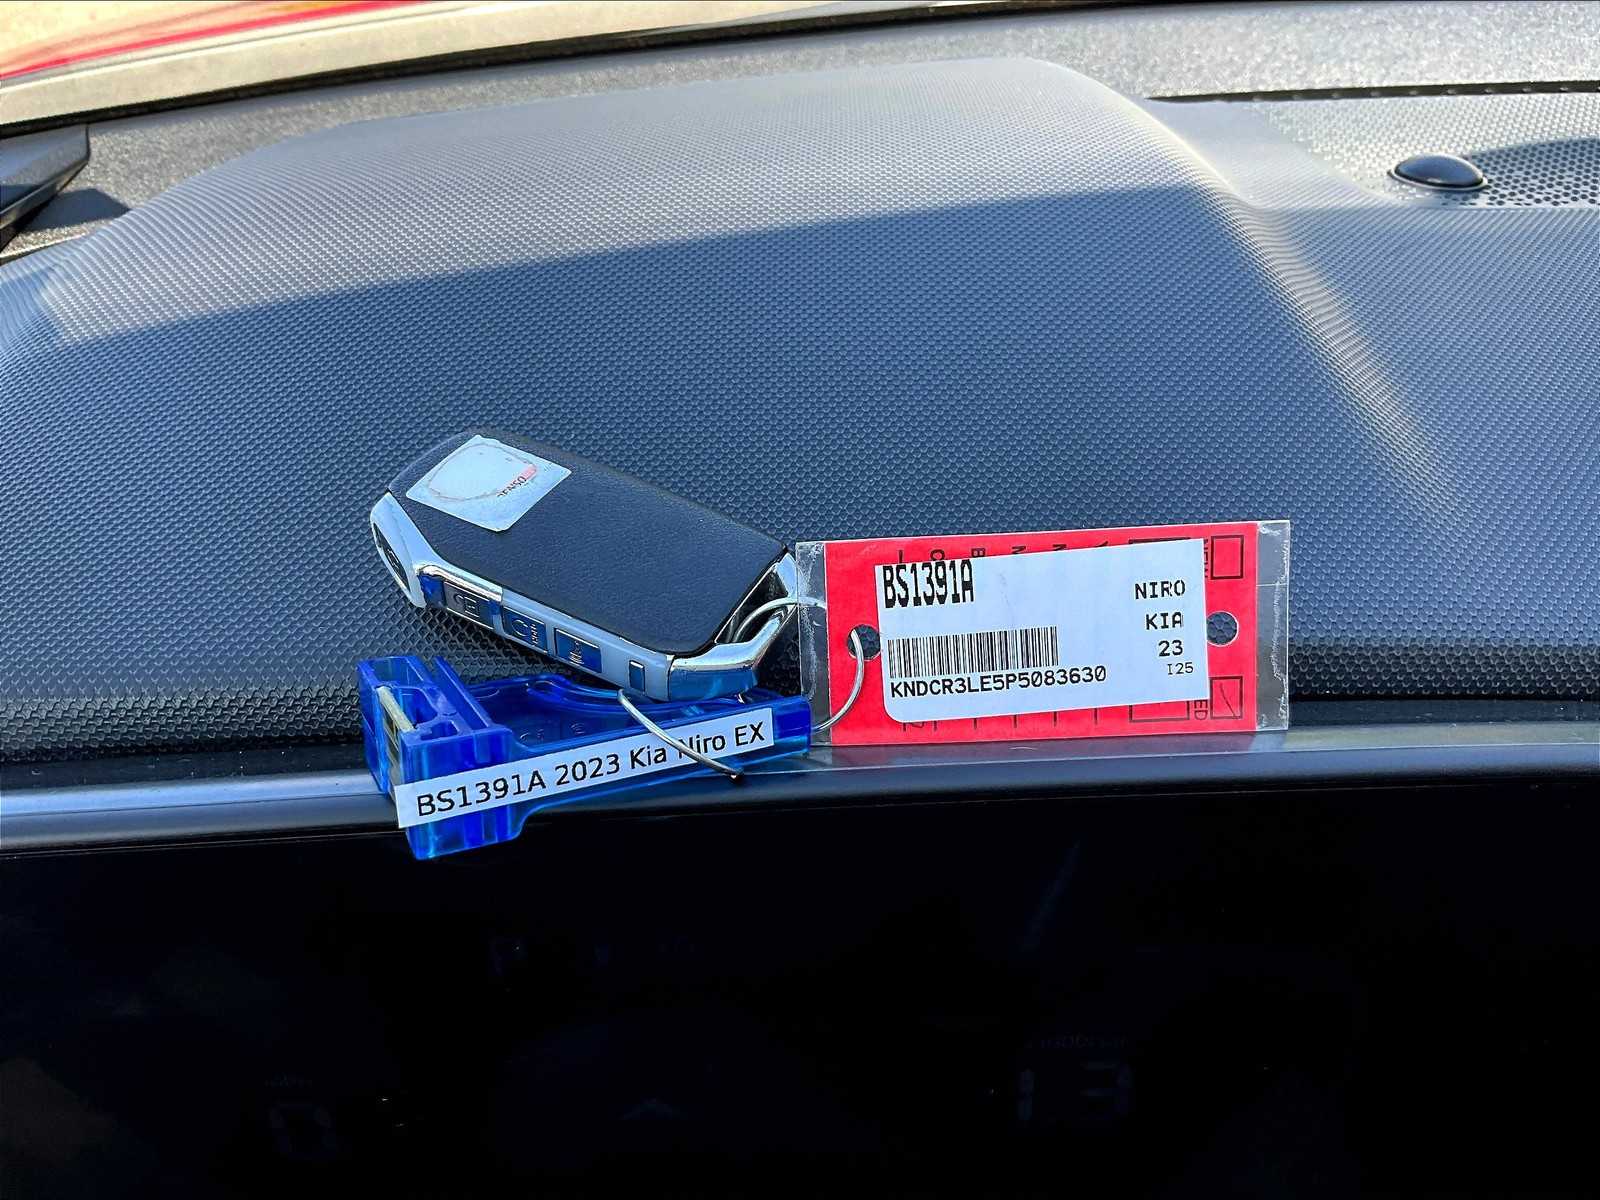 BS1391A
NIRO
KIA
23
I25
KNDCR3LE5P5083630
BS1391A 2023 Kia Niro EX